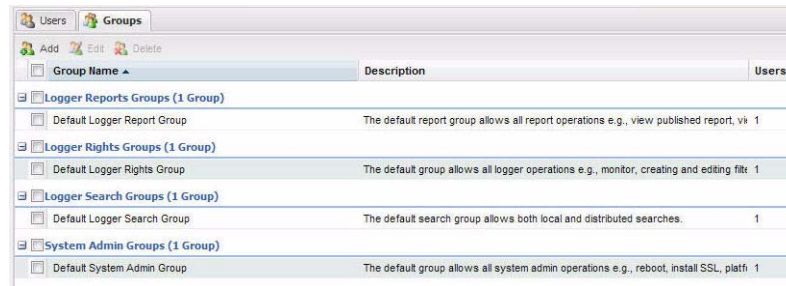 Users Groups
Add Edit Delete
Group Name Description Users
Logger Reports Groups (1 Group)
Default Logger Report Group The default report group allows all report operations e.g., view published report, vi 1
Logger Rights Groups (1 Group)
Default Logger Rights Group The default group allows all logger operations e.g., monitor, creating and editing filte 1
Logger Search Groups (1 Group)
Default Logger Search Group The default search group allows both local and distributed searches. 1
System Admin Groups (1 Group)
Default System Admin Group The default group allows all system admin operations e.g., reboot, install SSL, platfo 1